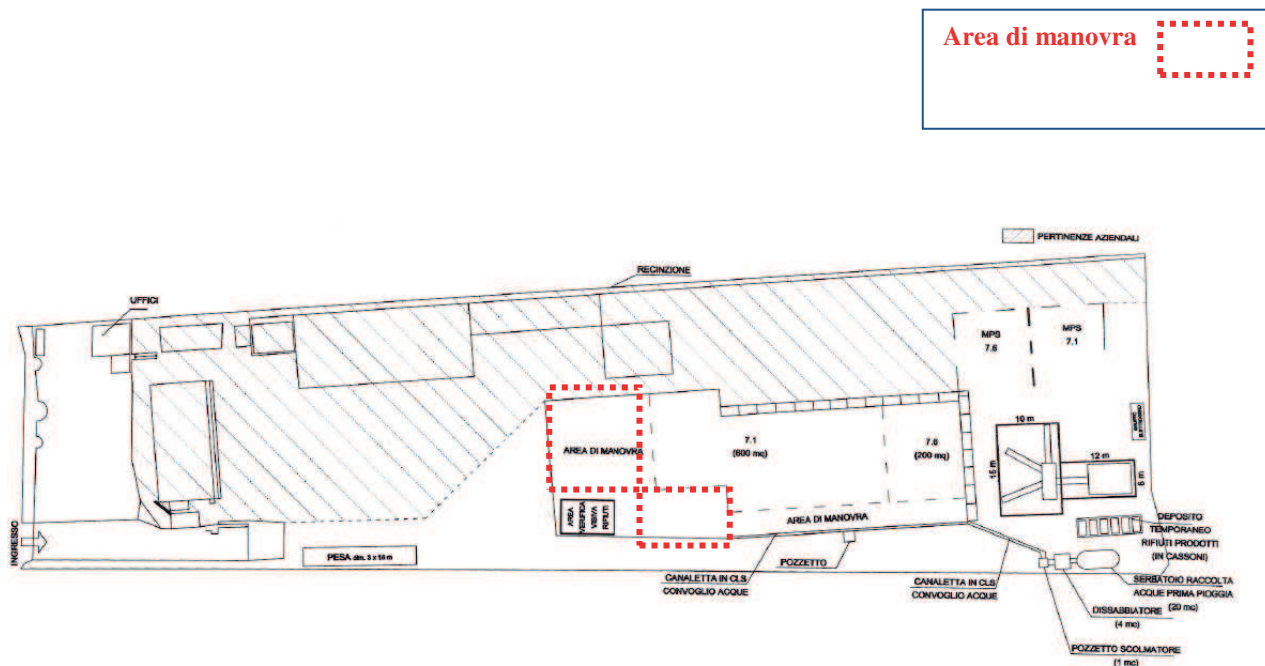 Area di manovra
PERTINENZE AZIENDALI
RECINZIONE
UFFICI
MPS
7.6
MPS
7.1
10 m
15 m
12 m
6 m
AREA DI MANOVRA
7.1
(600 mc)
7.6
(200 mq)
AREA
VERIFICA
VISIVA
RIFIUTI
AREA DI MANOVRA
INGRESSO
PESA dim. 3 x 18 m
POZZETTO
CANALETTA IN CLS
CONVOGLIO ACQUE
CANALETTA IN CLS
CONVOGLIO ACQUE
DEPOSITO
TEMPORANEO
RIFIUTI PRODOTTI
(IN CASSONI)
SERBATOIO RACCOLTA
ACQUE PRIMA PIOGGIA
(20 mc)
DISSABBIATORE
(4 mc)
POZZETTO SCOLMATORE
(1 mc)